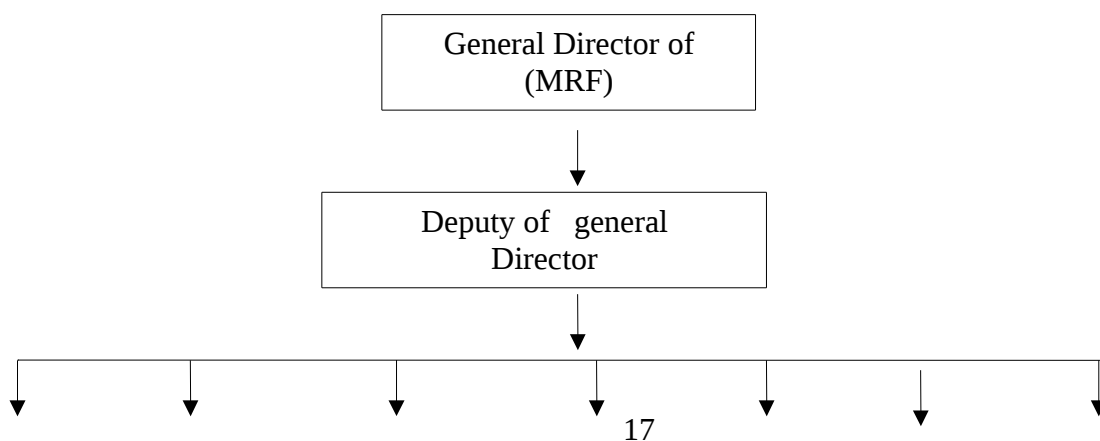 General Director of
(MRF)
Deputy of general
Director
17